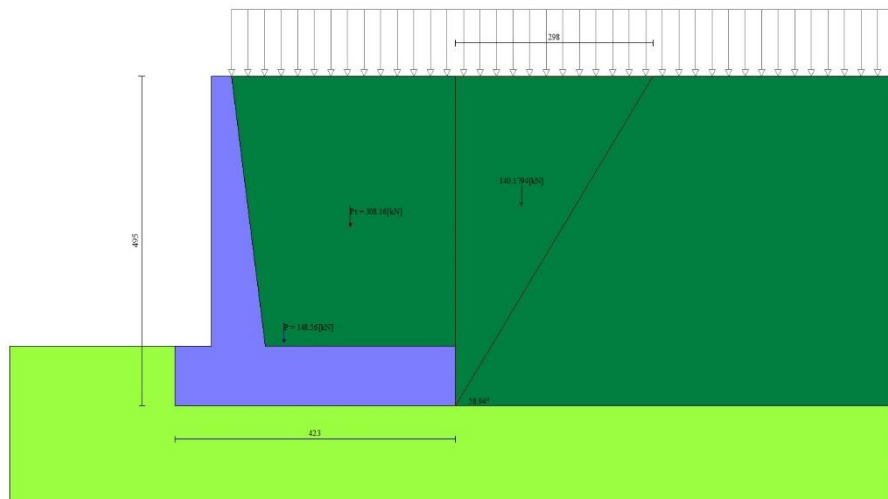 298
140.1794[kN]
Pt = 308.16[kN]
495
P = 148.56[kN]
58.94°
423